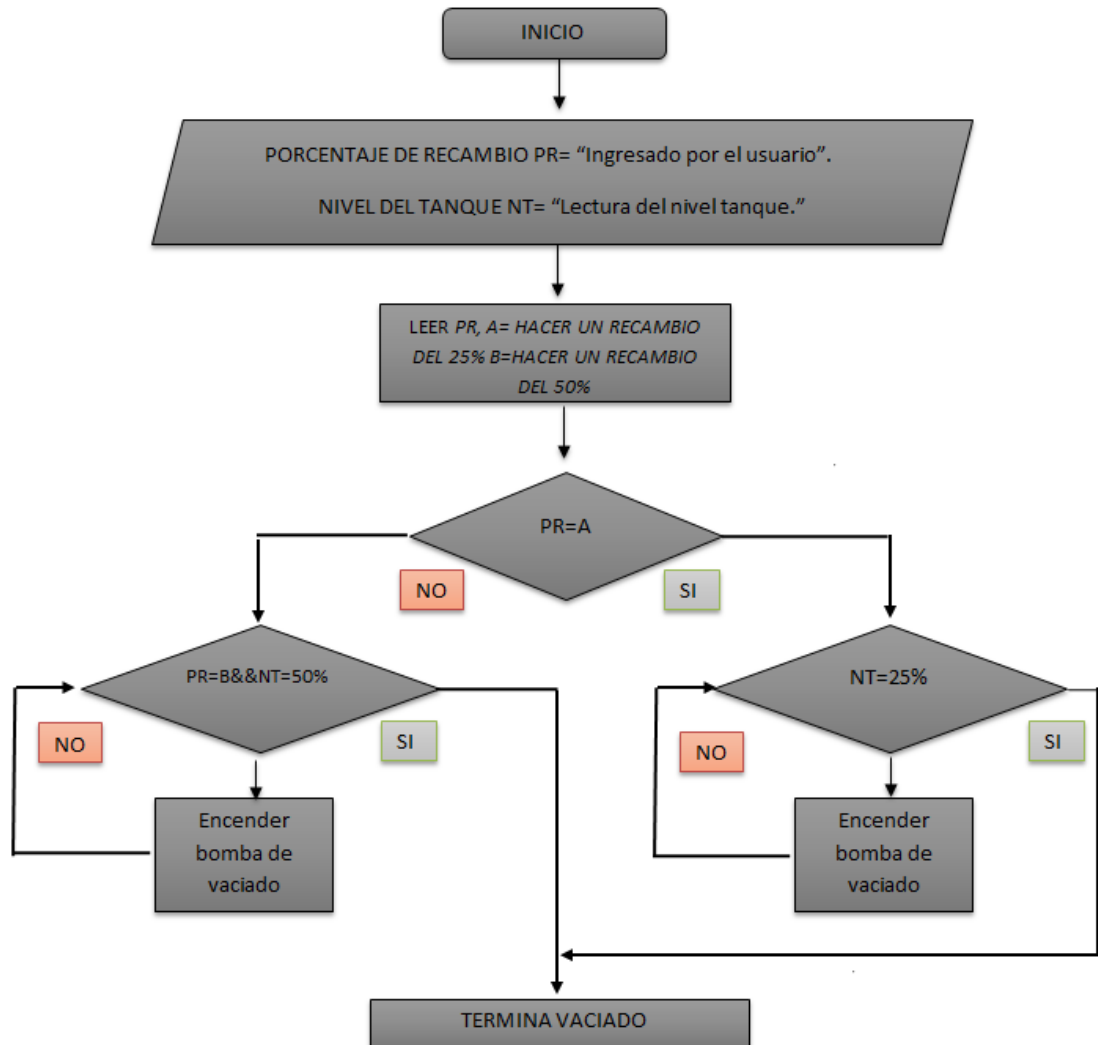 INICIO
PORCENTAJE DE RECAMBIO PR= “Ingresado por el usuario”.
NIVEL DEL TANQUE NT= “Lectura del nivel tanque.”
LEER PR, A= HACER UN RECAMBIO
DEL 25% B=HACER UN RECAMBIO
DEL 50%
PR=A
NO
SI
PR=B&&NT=50%
NO
SI
Encender
bomba de
vaciado
NT=25%
NO
SI
Encender
bomba de
vaciado
TERMINA VACIADO